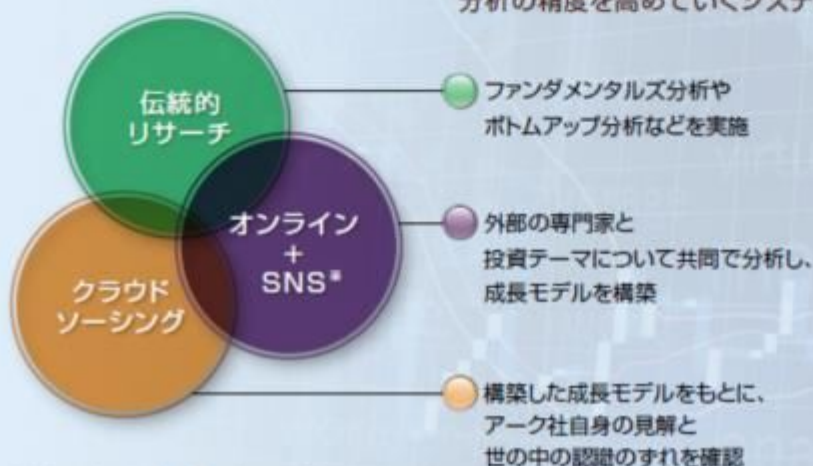 分析の精度を高めていくシステ
伝統的
リサーチ
ファンダメンタルズ分析や
ボトムアップ分析などを実施
オンライン
+
SNS※
外部の専門家と
投資テーマについて共同で分析し、
成長モデルを構築
クラウド
ソーシング
構築した成長モデルをもとに、
アーク社自身の見解と
世の中の認識のずれを確認